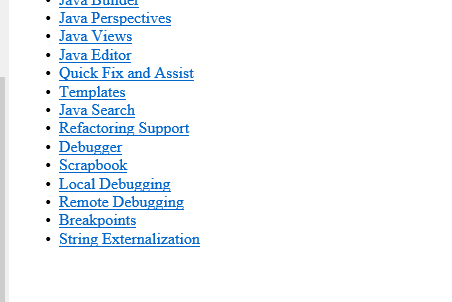 Java Builder
Java Perspectives
Java Views
Java Editor
Quick Fix and Assist
Templates
Java Search
Refactoring Support
Debugger
Scrapbook
Local Debugging
Remote Debugging
Breakpoints
String Externalization